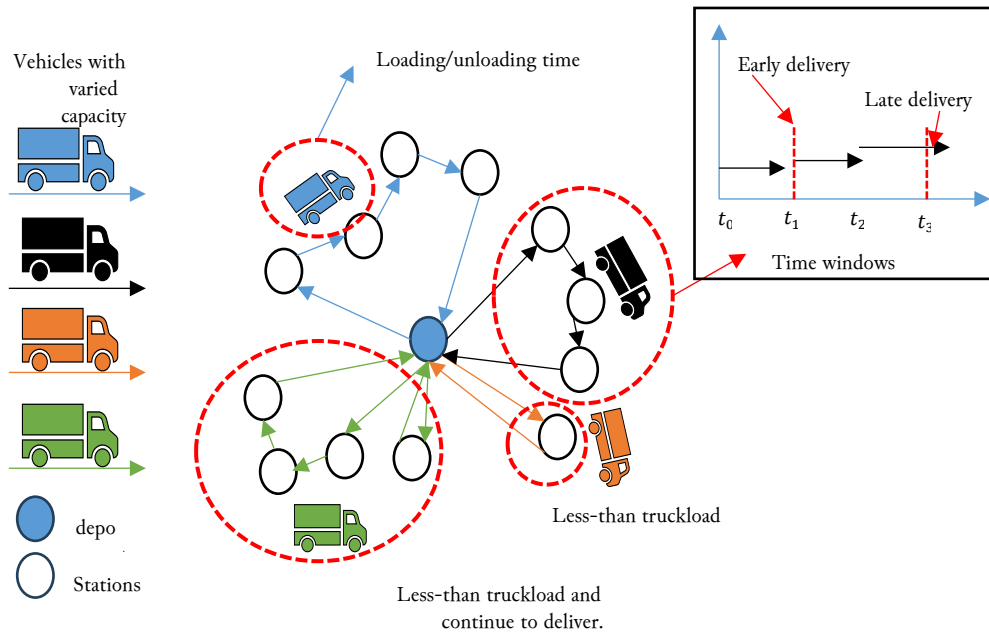 Vehicles with
varied
capacity
Loading/unloading time
Early delivery
Late delivery
t₀
t₁
t₂
t₃
Time windows
depo
Stations
Less-than truckload
Less-than truckload and
continue to deliver.